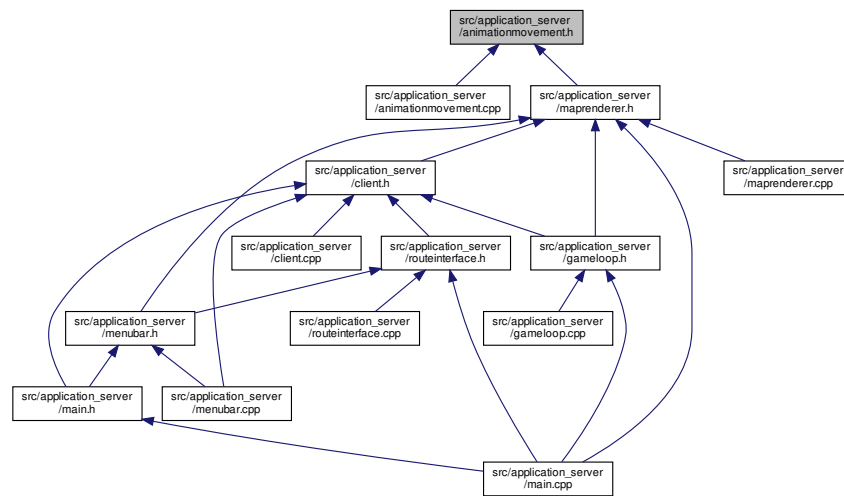 src/application_server
/animationmovement.h
src/application_server
/animationmovement.cpp
src/application_server
/maprenderer.h
src/application_server
/client.h
src/application_server
/maprenderer.cpp
src/application_server
/client.cpp
src/application_server
/routeinterface.h
src/application_server
/gameloop.h
src/application_server
/menubar.h
src/application_server
/routeinterface.cpp
src/application_server
/gameloop.cpp
src/application_server
/main.h
src/application_server
/menubar.cpp
src/application_server
/main.cpp